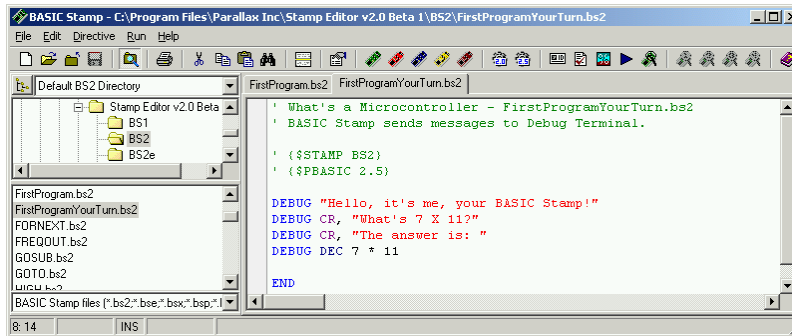 BASIC Stamp - C:\Program Files\Parallax Inc\Stamp Editor v2.0 Beta 1\BS2\FirstProgramYourTurn.bs2
File Edit Directive Run Help
Default BS2 Directory
Stamp Editor v2.0 Beta
BS1
BS2
BS2e
FirstProgram.bs2
FirstProgramYourTurn.bs2
FORNEXT.bs2
FREQOUT.bs2
GOSUB.bs2
GOTO.bs2
HIGH.bs2
BASIC Stamp files (*.bs2;*.bse;*.bsx;*.bsp;*.l
FirstProgram.bs2 FirstProgramYourTurn.bs2
' What's a Microcontroller - FirstProgramYourTurn.bs2
' BASIC Stamp sends messages to Debug Terminal.
' {$STAMP BS2}
' {$PBASIC 2.5}
DEBUG "Hello, it's me, your BASIC Stamp!"
DEBUG CR, "What's 7 X 11?"
DEBUG CR, "The answer is: "
DEBUG DEC 7 * 11
END
8: 14 INS